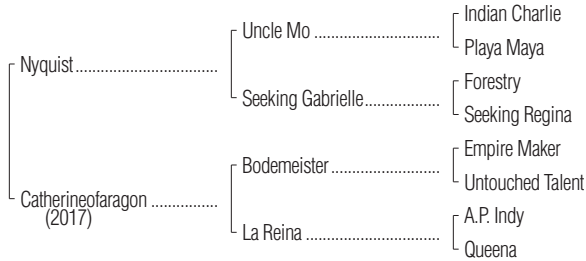 Indian Charlie
Uncle Mo
Playa Maya
Nyquist
Forestry
Seeking Gabrielle
Seeking Regina
Empire Maker
Bodemeister
Untouched Talent
Catherineofaragon
(2017)
A.P. Indy
La Reina
Queena